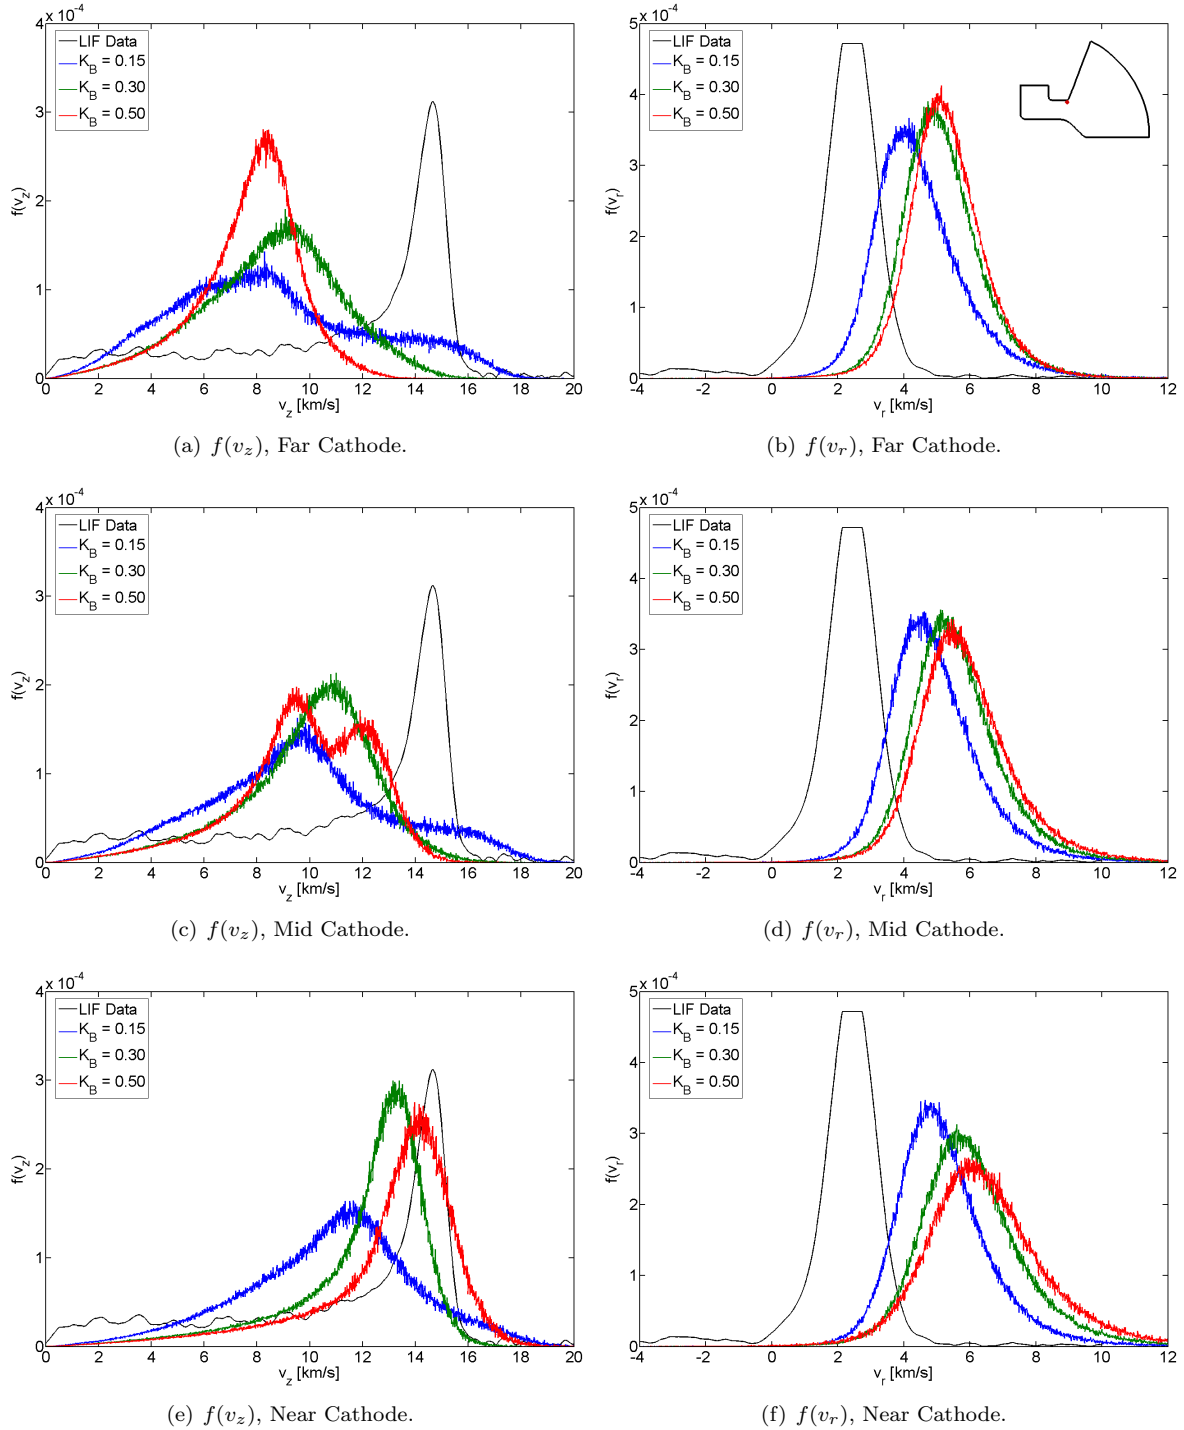 x 10^-4
4
3
2
1
0
f(v_z)
LIF Data
K_B = 0.15
K_B = 0.30
K_B = 0.50
0 2 4 6 8 10 12 14 16 18 20
v_z [km/s]
(a) f(v_z), Far Cathode.
x 10^-4
5
4
3
2
1
0
f(v_r)
LIF Data
K_B = 0.15
K_B = 0.30
K_B = 0.50
-4 -2 0 2 4 6 8 10 12
v_r [km/s]
(b) f(v_r), Far Cathode.
x 10^-4
4
3
2
1
0
f(v_z)
LIF Data
K_B = 0.15
K_B = 0.30
K_B = 0.50
0 2 4 6 8 10 12 14 16 18 20
v_z [km/s]
(c) f(v_z), Mid Cathode.
x 10^-4
5
4
3
2
1
0
f(v_r)
LIF Data
K_B = 0.15
K_B = 0.30
K_B = 0.50
-4 -2 0 2 4 6 8 10 12
v_r [km/s]
(d) f(v_r), Mid Cathode.
x 10^-4
4
3
2
1
0
f(v_z)
LIF Data
K_B = 0.15
K_B = 0.30
K_B = 0.50
0 2 4 6 8 10 12 14 16 18 20
v_z [km/s]
(e) f(v_z), Near Cathode.
x 10^-4
5
4
3
2
1
0
f(v_r)
LIF Data
K_B = 0.15
K_B = 0.30
K_B = 0.50
-4 -2 0 2 4 6 8 10 12
v_r [km/s]
(f) f(v_r), Near Cathode.